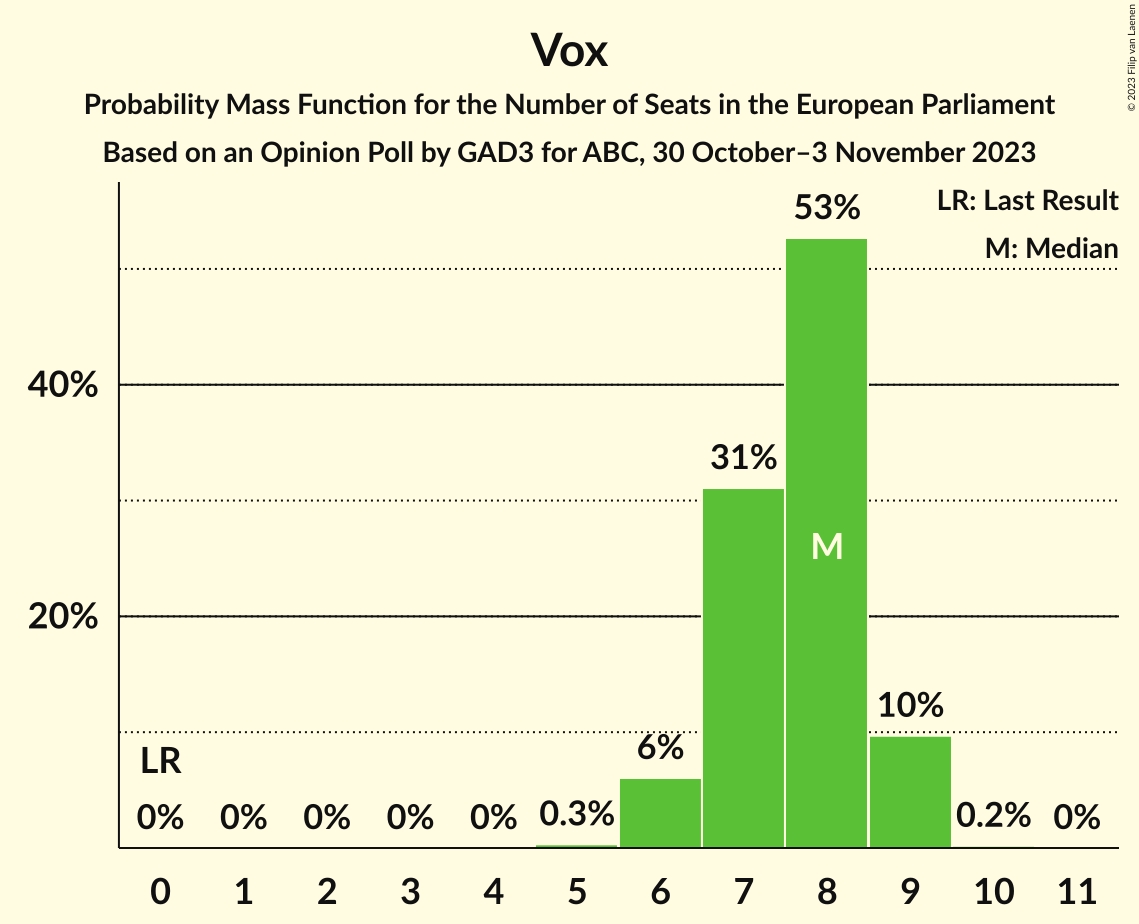 © 2023 Filip van Laenen
Vox
Probability Mass Function for the Number of Seats in the European Parliament
Based on an Opinion Poll by GAD3 for ABC, 30 October–3 November 2023
LR: Last Result
M: Median
53%
40%
31%
M
20%
10%
6%
LR
0% 0% 0% 0% 0% 0.3% 0.2% 0%
0 1 2 3 4 5 6 7 8 9 10 11